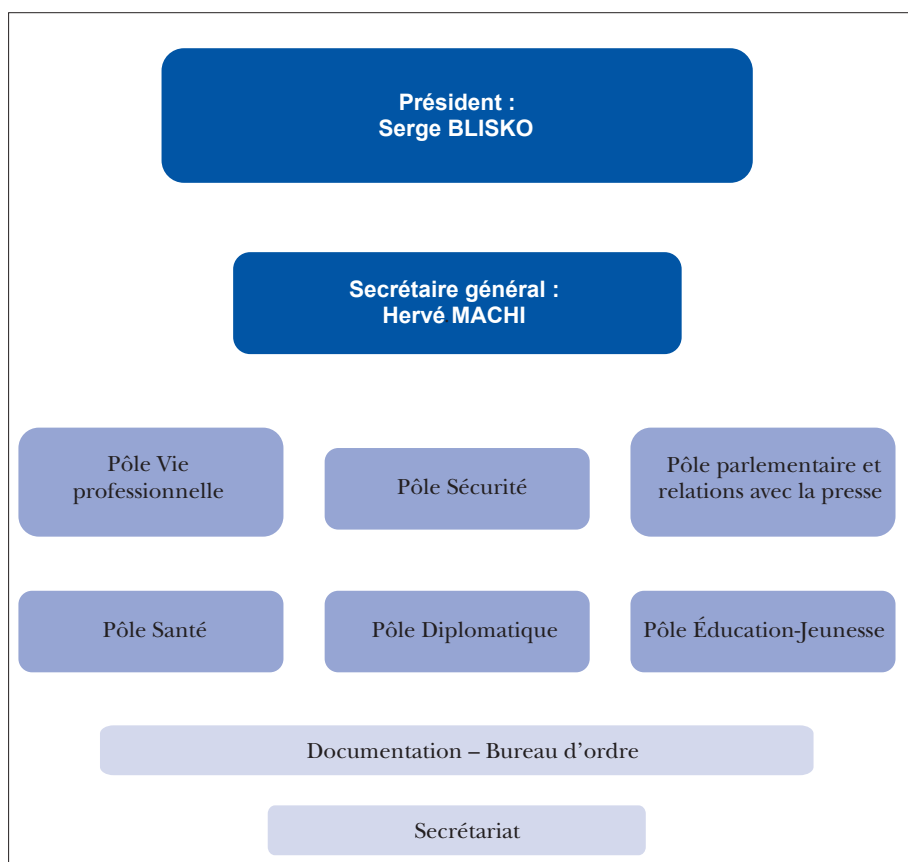 Président :
Serge BLISKO
Secrétaire général :
Hervé MACHI
Pôle Vie
professionnelle
Pôle Sécurité
Pôle parlementaire et
relations avec la presse
Pôle Santé
Pôle Diplomatique
Pôle Éducation-Jeunesse
Documentation – Bureau d’ordre
Secrétariat